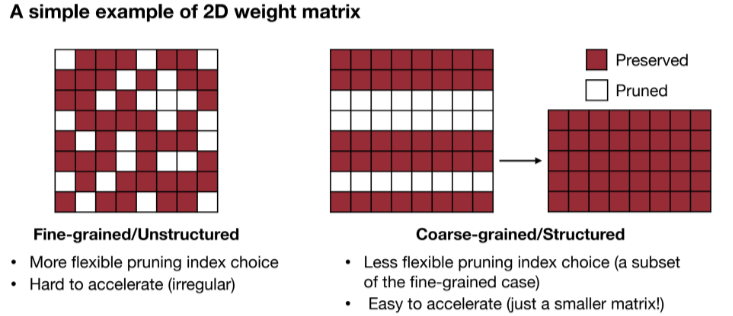 A simple example of 2D weight matrix
Preserved
Pruned
Fine-grained/Unstructured
• More flexible pruning index choice
• Hard to accelerate (irregular)
Coarse-grained/Structured
• Less flexible pruning index choice (a subset
of the fine-grained case)
• Easy to accelerate (just a smaller matrix!)